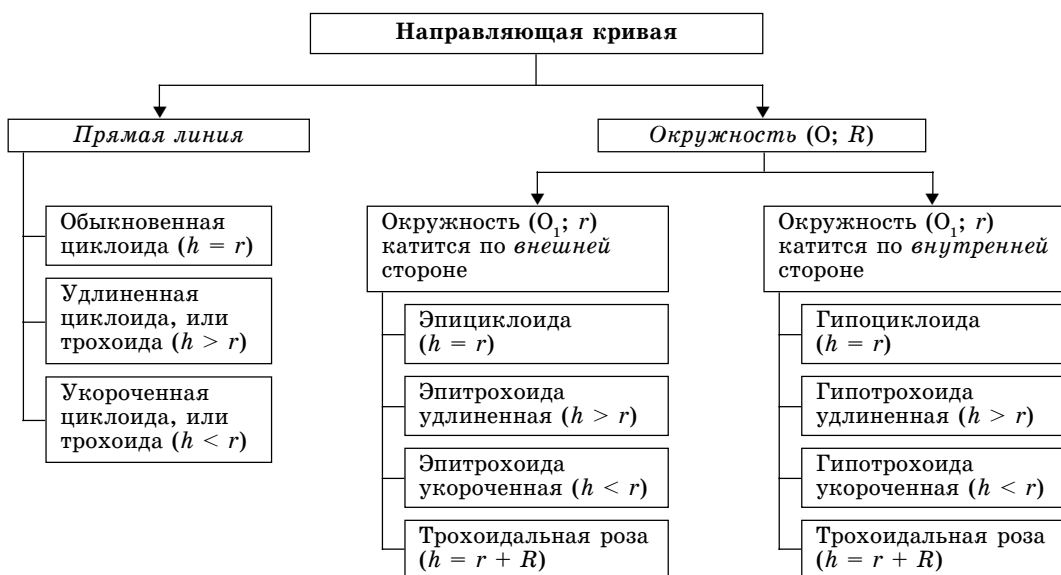 Направляющая кривая
Прямая линия
Окружность (O; R)
Обыкновенная
циклоида (h = r)
Удлиненная
циклоида, или
трохоида (h > r)
Укороченная
циклоида, или
трохоида (h < r)
Окружность (O₁; r)
катится по внешней
стороне
Эпициклоида
(h = r)
Эпитрохоида
удлиненная (h > r)
Эпитрохоида
укороченная (h < r)
Трохоидальная роза
(h = r + R)
Окружность (O₁; r)
катится по внутренней
стороне
Гипоциклоида
(h = r)
Гипотрохоида
удлиненная (h > r)
Гипотрохоида
укороченная (h < r)
Трохоидальная роза
(h = r + R)